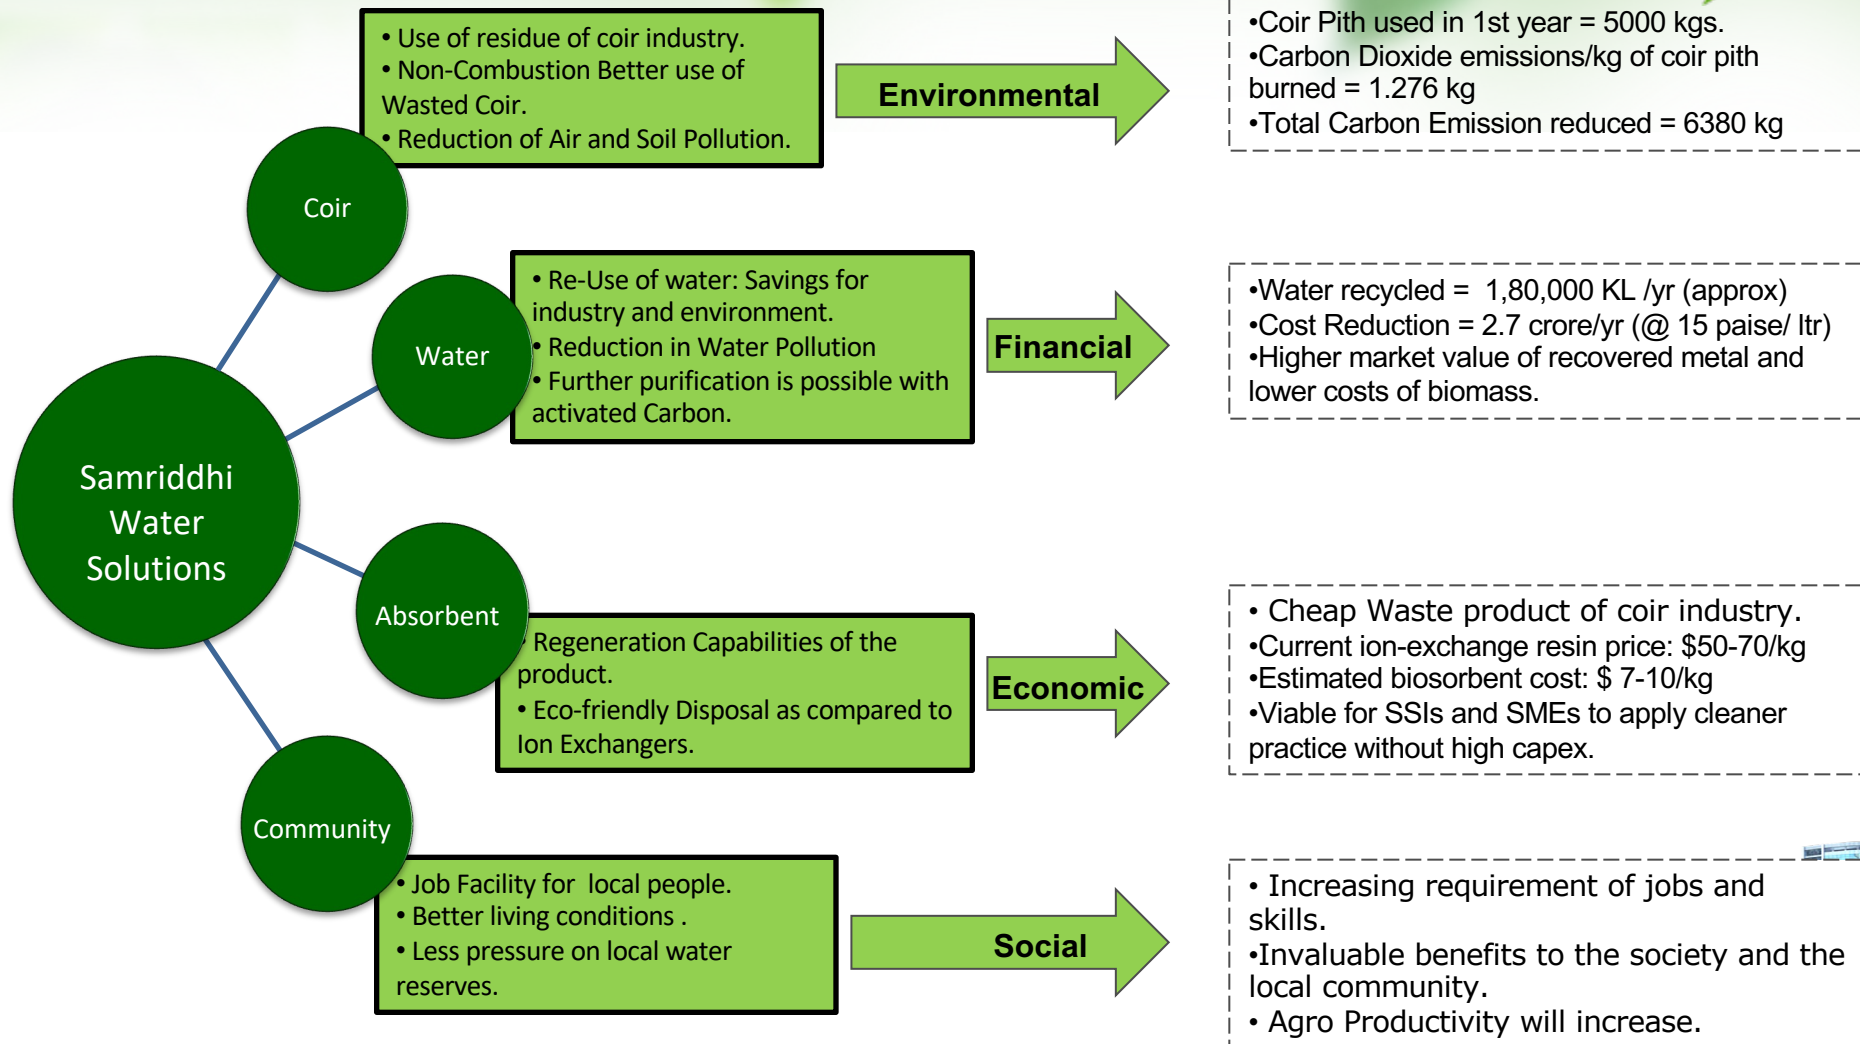 • Use of residue of coir industry.
• Non-Combustion Better use of
Wasted Coir.
• Reduction of Air and Soil Pollution.
Environmental
•Coir Pith used in 1st year = 5000 kgs.
•Carbon Dioxide emissions/kg of coir pith
burned = 1.276 kg
•Total Carbon Emission reduced = 6380 kg
Coir
Water
• Re-Use of water: Savings for
industry and environment.
• Reduction in Water Pollution
• Further purification is possible with
activated Carbon.
Financial
•Water recycled =  1,80,000 KL /yr (approx)
•Cost Reduction = 2.7 crore/yr (@ 15 paise/ ltr)
•Higher market value of recovered metal and
lower costs of biomass.
Samriddhi
Water
Solutions
Absorbent
• Regeneration Capabilities of the
product.
• Eco-friendly Disposal as compared to
Ion Exchangers.
Economic
• Cheap Waste product of coir industry.
•Current ion-exchange resin price: $50-70/kg
•Estimated biosorbent cost: $ 7-10/kg
•Viable for SSIs and SMEs to apply cleaner
practice without high capex.
Community
• Job Facility for  local people.
• Better living conditions .
• Less pressure on local water
reserves.
Social
• Increasing requirement of jobs and
skills.
•Invaluable benefits to the society and the
local community.
• Agro Productivity will increase.